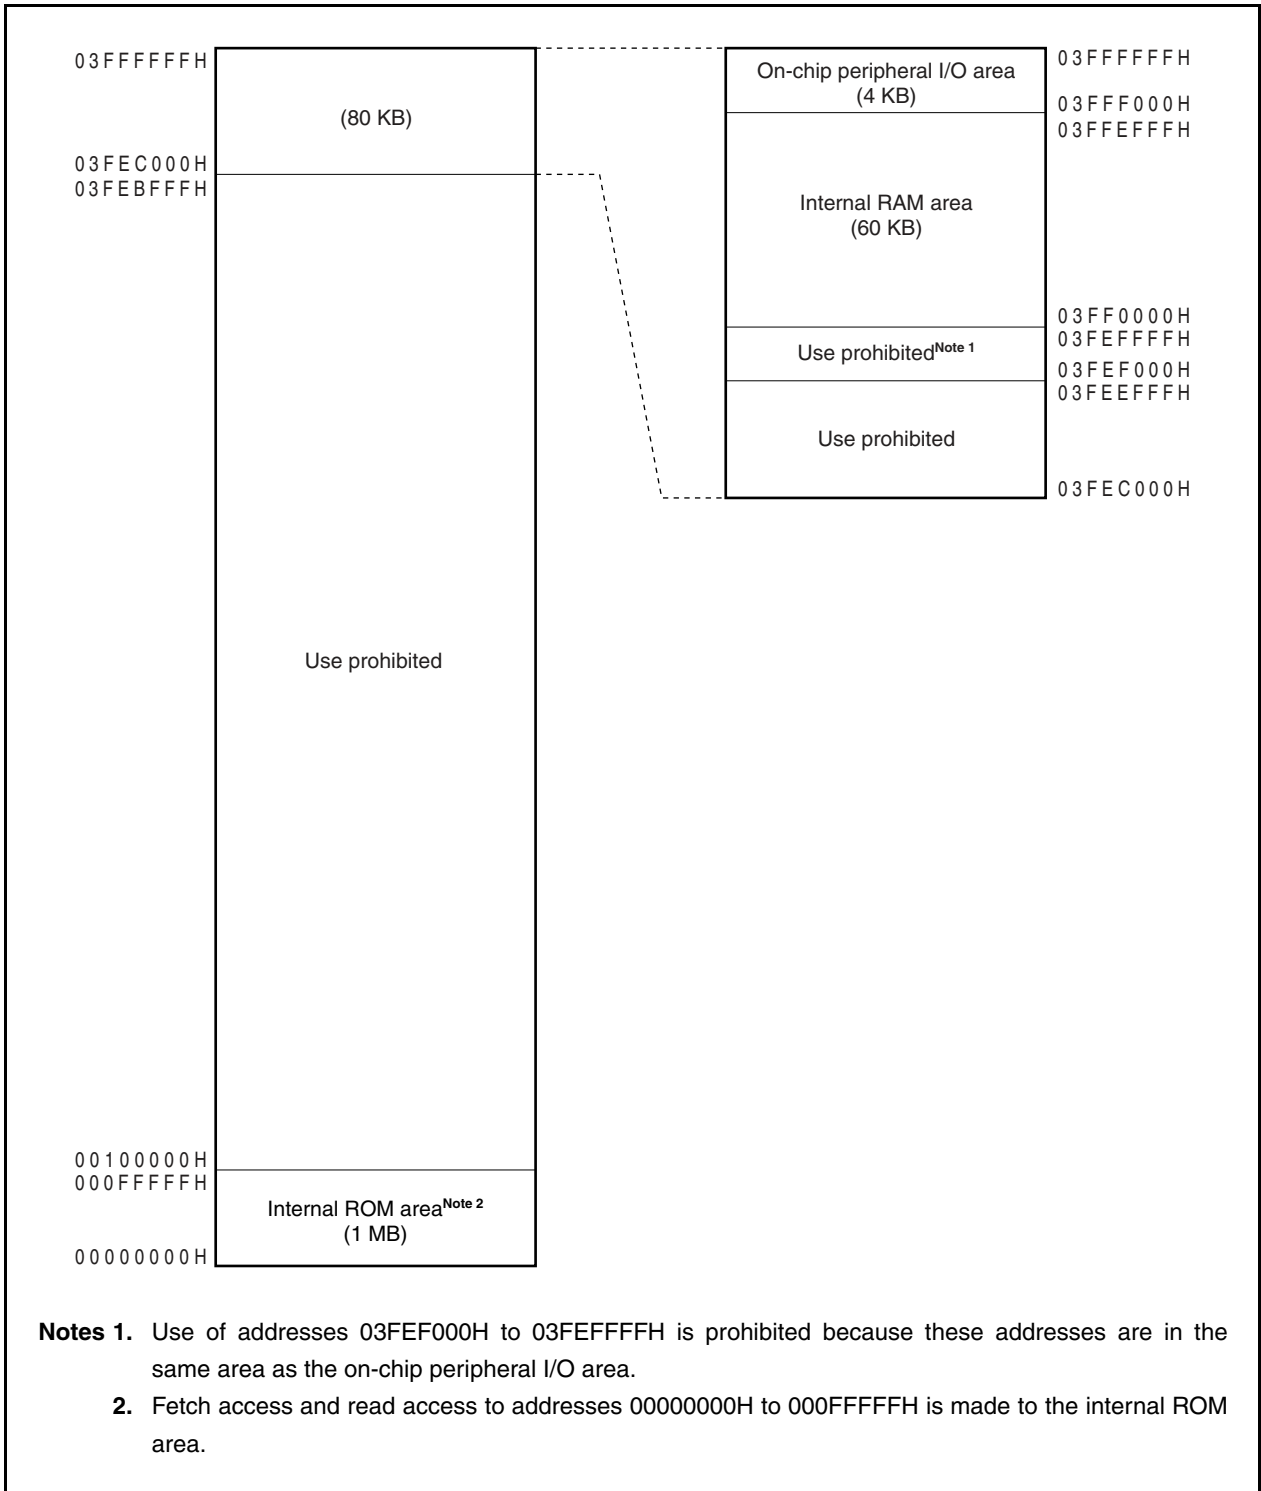 03FFFFFFH
(80 KB)
03FEC000H
03FEBFFFH
Use prohibited
00100000H
000FFFFFH
Internal ROM areaNote 2
(1 MB)
00000000H
On-chip peripheral I/O area
(4 KB)
03FFFFFFH
03FFF000H
03FFEFFFH
Internal RAM area
(60 KB)
03FF0000H
03FEFFFFH
Use prohibitedNote 1
03FEF000H
03FEEFFFH
Use prohibited
03FEC000H
Notes 1. Use of addresses 03FEF000H to 03FEFFFFH is prohibited because these addresses are in the
same area as the on-chip peripheral I/O area.
2. Fetch access and read access to addresses 00000000H to 000FFFFFH is made to the internal ROM
area.